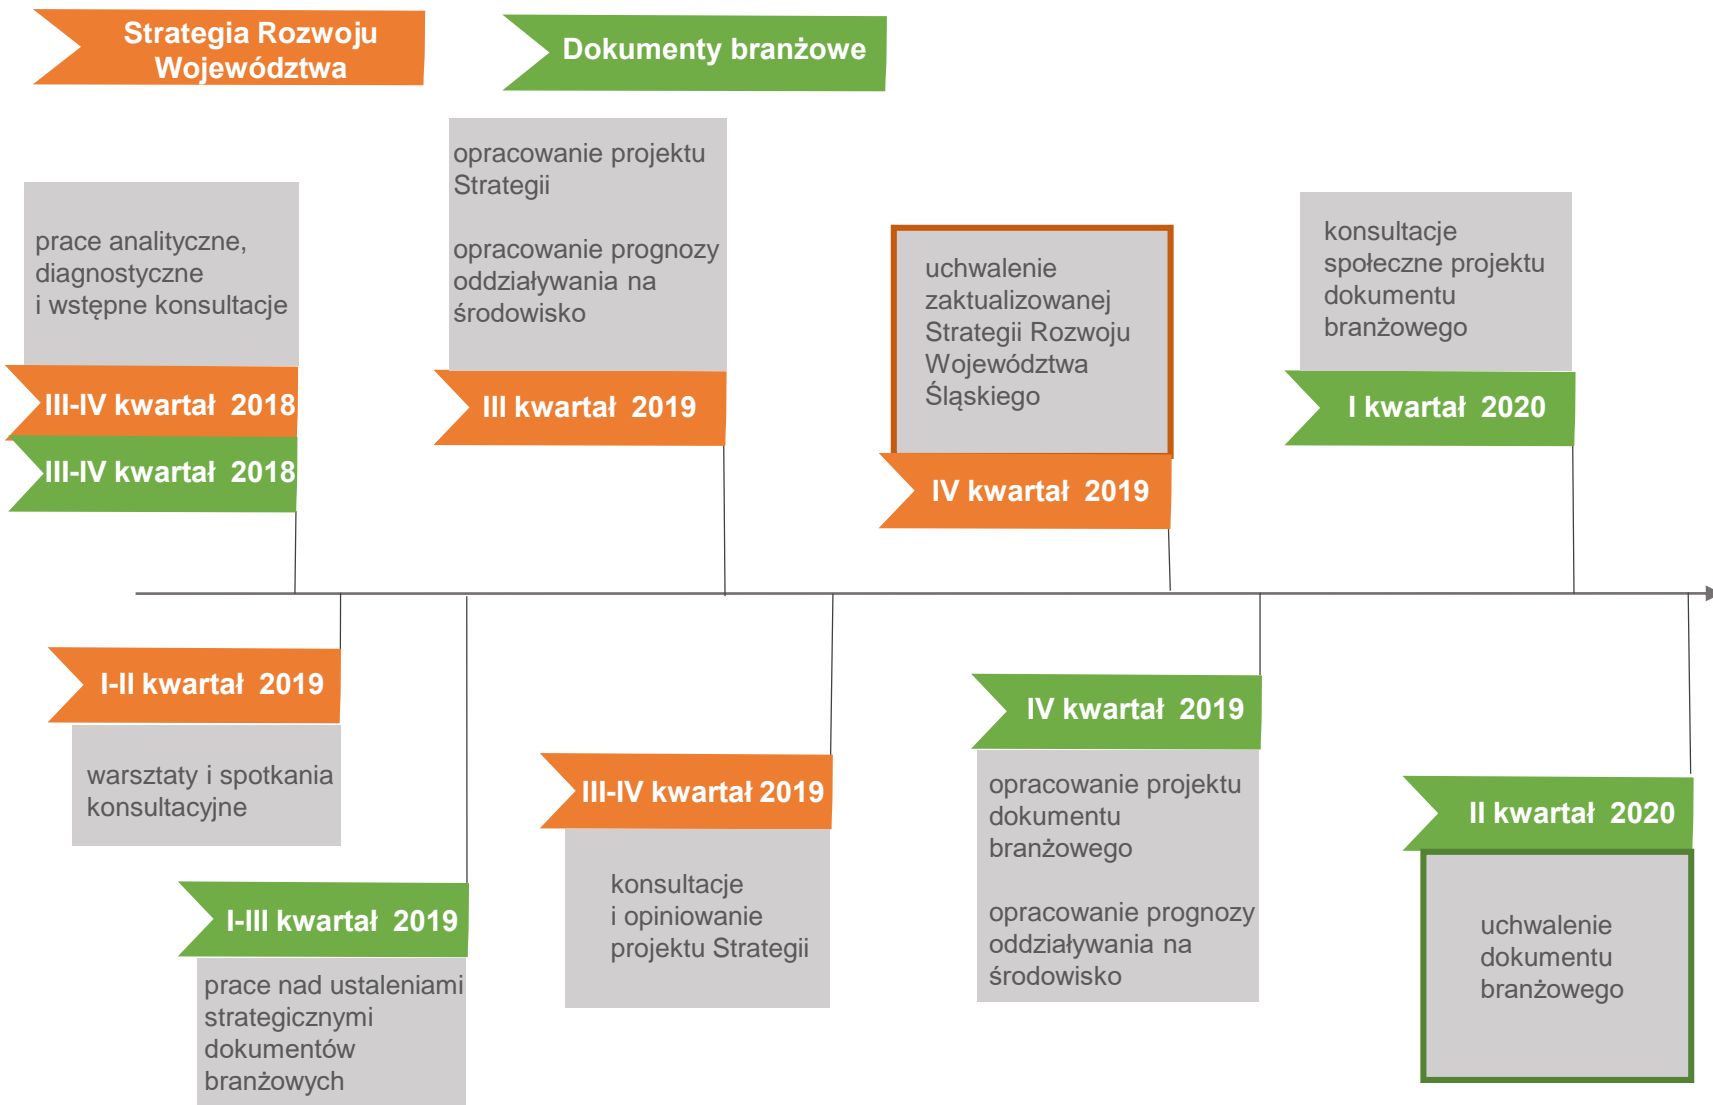 Strategia Rozwoju
Województwa
Dokumenty branżowe
prace analityczne,
diagnostyczne
i wstępne konsultacje
III-IV kwartał 2018
III-IV kwartał 2018
opracowanie projektu
Strategii
opracowanie prognozy
oddziaływania na
środowisko
III kwartał 2019
uchwalenie
zaktualizowanej
Strategii Rozwoju
Województwa
Śląskiego
IV kwartał 2019
konsultacje
społeczne projektu
dokumentu
branżowego
I kwartał 2020
I-II kwartał 2019
warsztaty i spotkania
konsultacyjne
I-III kwartał 2019
prace nad ustaleniami
strategicznymi
dokumentów
branżowych
III-IV kwartał 2019
konsultacje
i opiniowanie
projektu Strategii
IV kwartał 2019
opracowanie projektu
dokumentu
branżowego
opracowanie prognozy
oddziaływania na
środowisko
II kwartał 2020
uchwalenie
dokumentu
branżowego